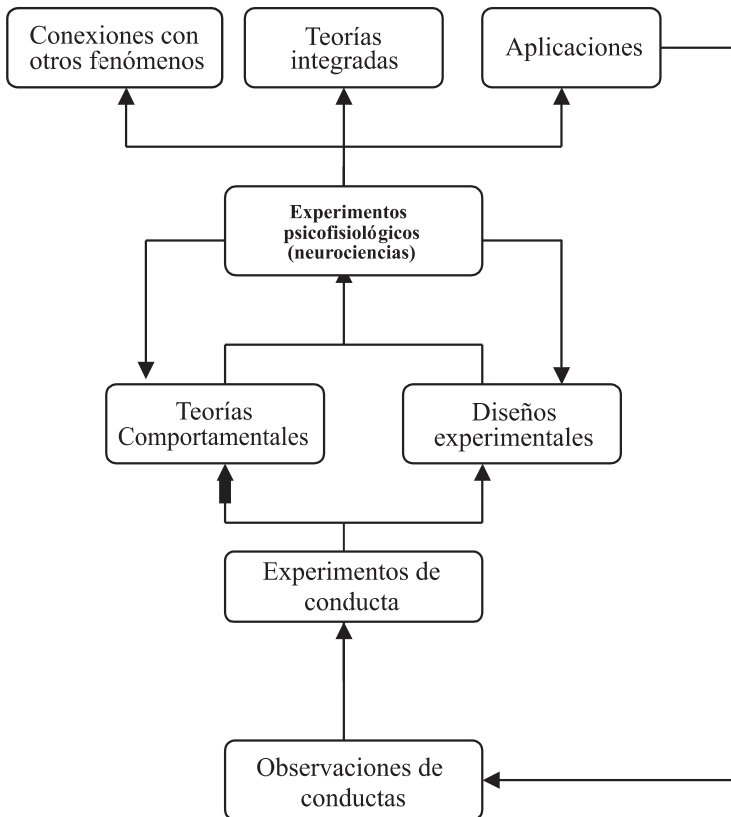 Conexiones con
otros fenómenos
Teorías
integradas
Aplicaciones
Experimentos
psicofisiológicos
(neurociencias)
Teorías
Comportamentales
Diseños
experimentales
Experimentos de
conducta
Observaciones de
conductas